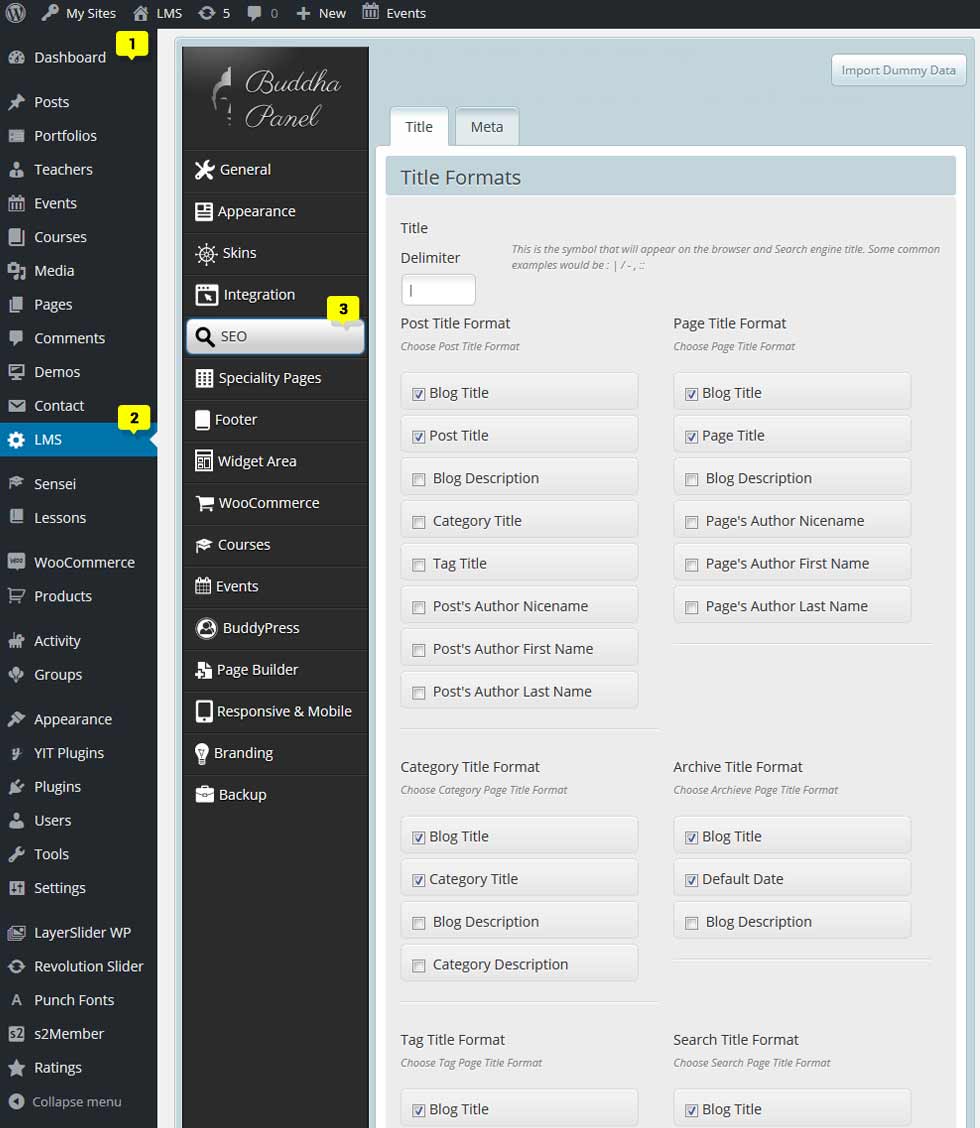 My Sites LMS 5 0 New Events
1
Dashboard
Posts
Portfolios
Teachers
Events
Courses
Media
Pages
Comments
Demos
Contact
2
LMS
Sensei
Lessons
WooCommerce
Products
Activity
Groups
Appearance
YIT Plugins
Plugins
Users
Tools
Settings
LayerSlider WP
Revolution Slider
Punch Fonts
s2Member
Ratings
Collapse menu
Buddha
Panel
General
Appearance
Skins
Integration
3
SEO
Speciality Pages
Footer
Widget Area
WooCommerce
Courses
Events
BuddyPress
Page Builder
Responsive & Mobile
Branding
Backup
Import Dummy Data
Title Meta
Title Formats
Title
Delimiter
This is the symbol that will appear on the browser and Search engine title. Some common
examples would be : | / - , ::
|
Post Title Format
Choose Post Title Format
Blog Title
Post Title
Blog Description
Category Title
Tag Title
Post's Author Nicename
Post's Author First Name
Post's Author Last Name
Page Title Format
Choose Page Title Format
Blog Title
Page Title
Blog Description
Page's Author Nicename
Page's Author First Name
Page's Author Last Name
Category Title Format
Choose Category Page Title Format
Blog Title
Category Title
Blog Description
Category Description
Archive Title Format
Choose Archieve Page Title Format
Blog Title
Default Date
Blog Description
Tag Title Format
Choose Tag Page Title Format
Blog Title
Search Title Format
Choose Search Page Title Format
Blog Title